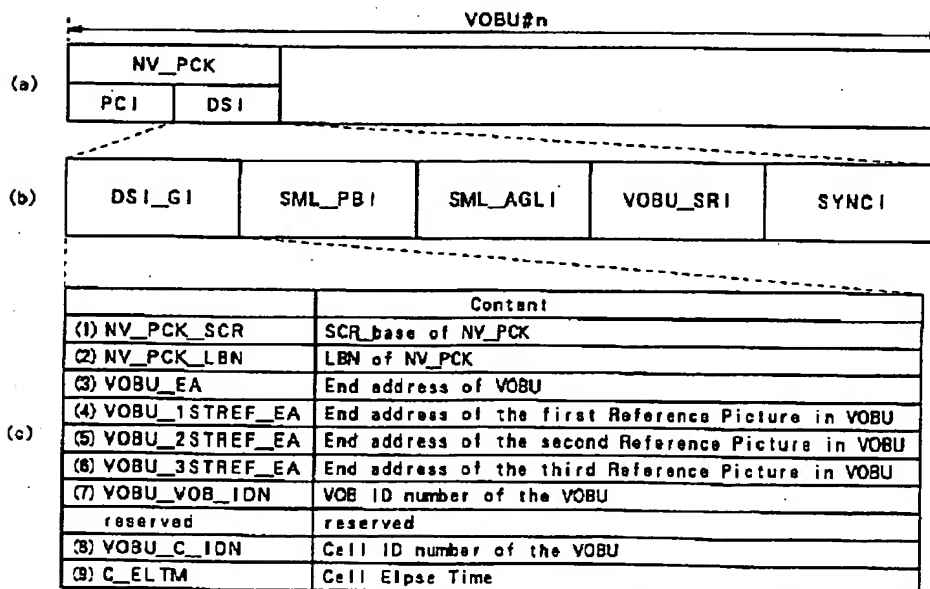 VOBU#n
(a)
NV_PCK
PCI DSI
(b)
DSI_GI SML_PBI SML_AGLI VOBU_SRI SYNCI
(c)
Content
(1) NV_PCK_SCR SCR_base of NV_PCK
(2) NV_PCK_LBN LBN of NV_PCK
(3) VOBU_EA End address of VOBU
(4) VOBU_1STREF_EA End address of the first Reference Picture in VOBU
(5) VOBU_2STREF_EA End address of the second Reference Picture in VOBU
(6) VOBU_3STREF_EA End address of the third Reference Picture in VOBU
(7) VOBU_VOB_IDN VOB ID number of the VOBU
reserved reserved
(8) VOBU_C_IDN Cell ID number of the VOBU
(9) C_ELTM Cell Elpse Time